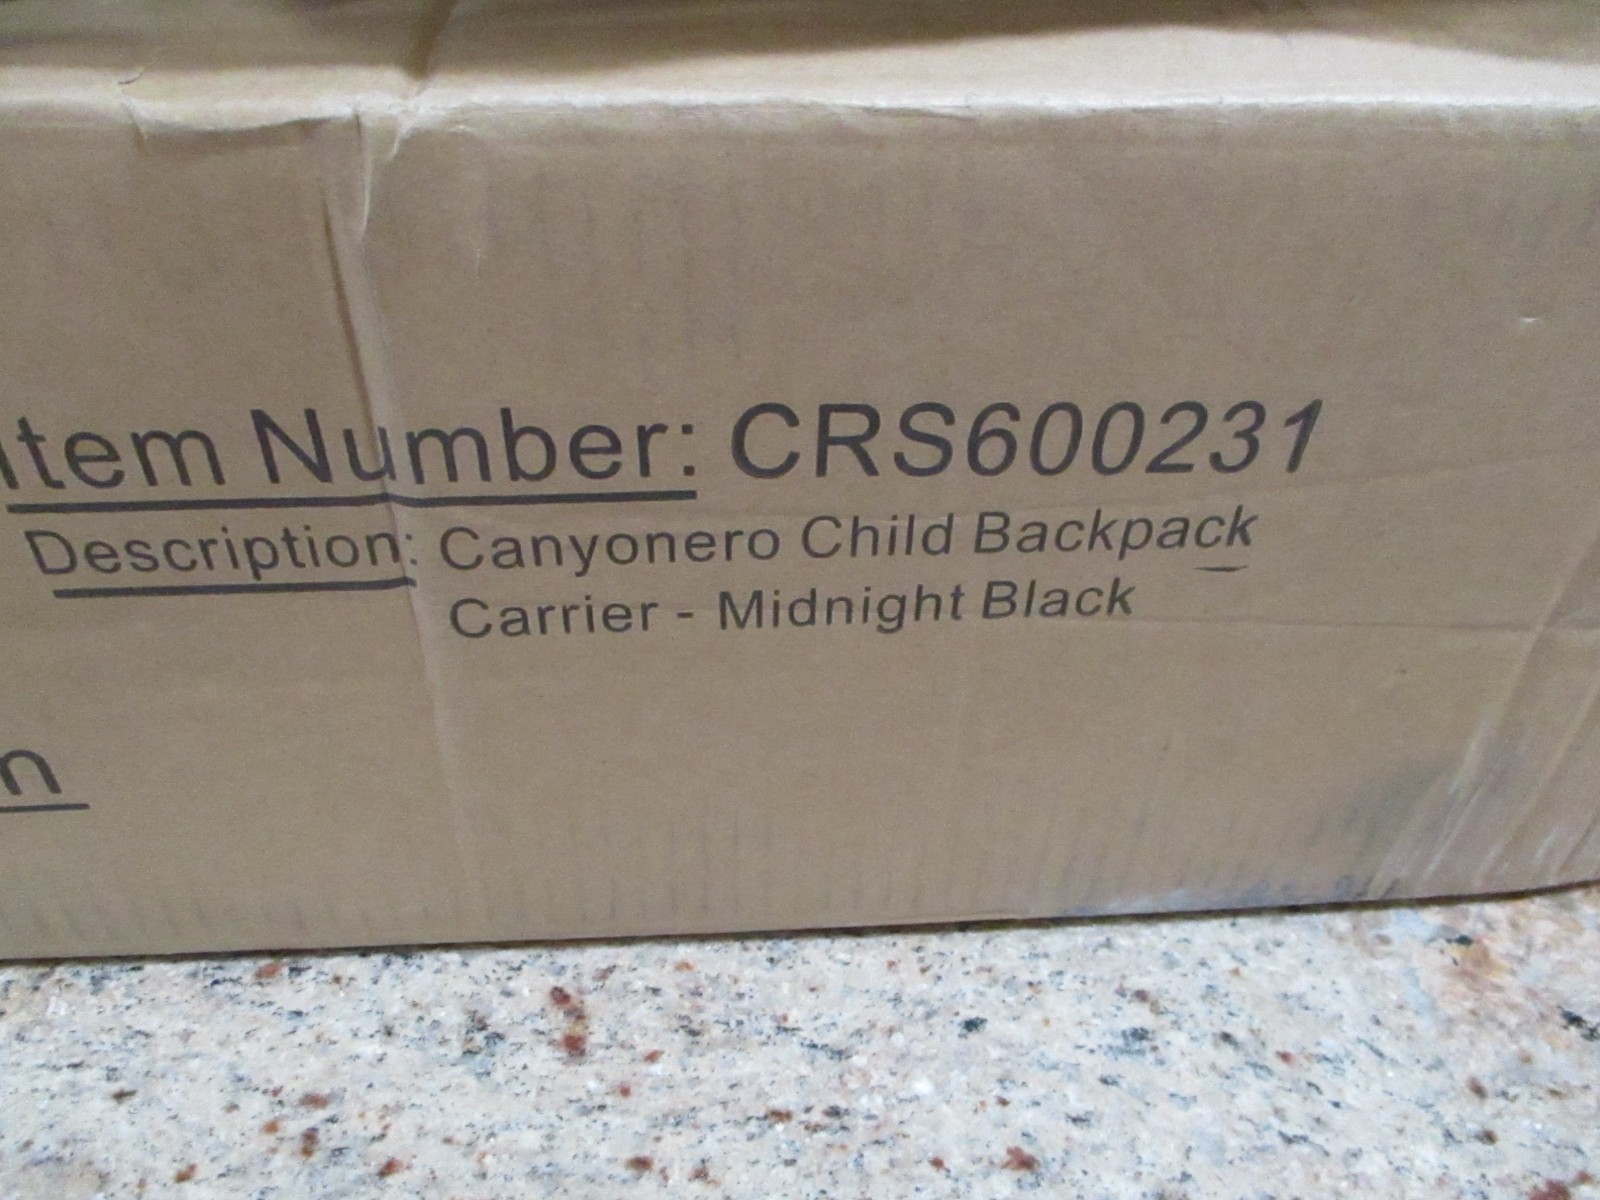 Item Number: CRS600231
Description: Canyonero Child Backpack
Carrier - Midnight Black
n